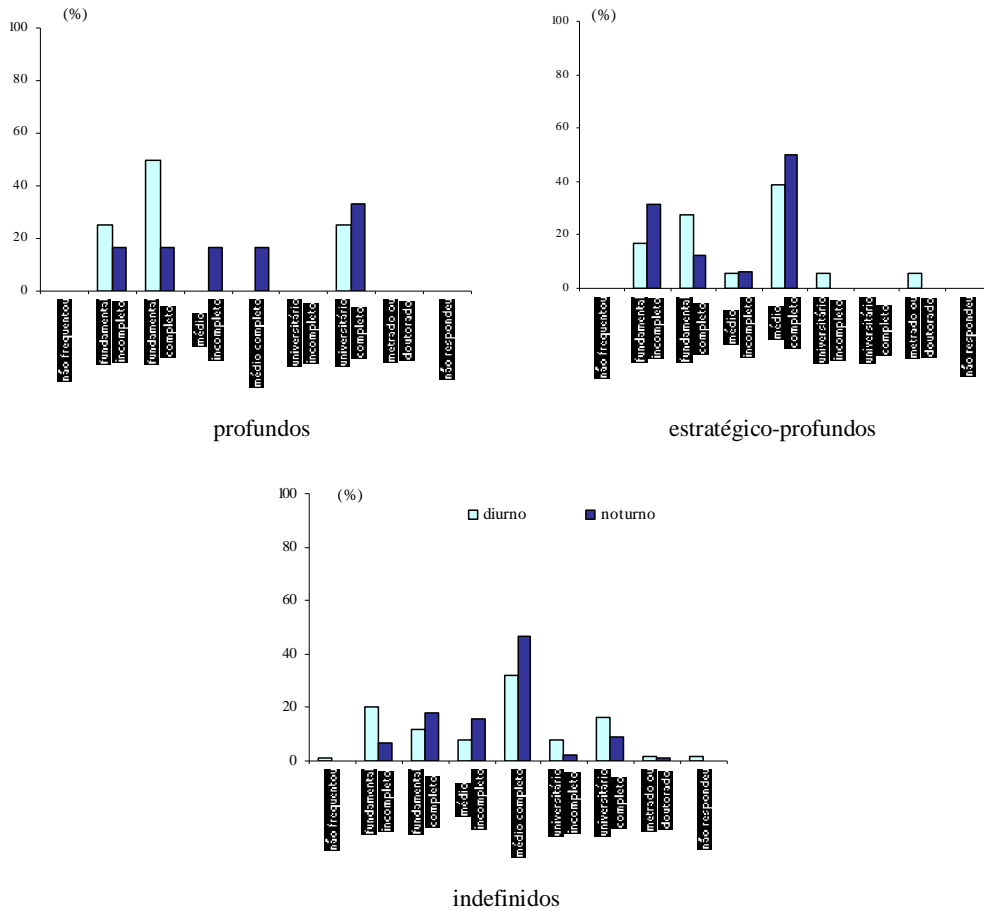 (%)
100
80
60
40
20
0
não frequentou
fundamental
incompleto
fundamental
completo
médio
incompleto
médio completo
universitário
incompleto
universitário
completo
metrado ou
doutorado
não respondeu
profundos
(%)
100
80
60
40
20
0
não frequentou
fundamental
incompleto
fundamental
completo
médio
incompleto
médio
completo
universitário
incompleto
universitário
completo
metrado ou
doutorado
não respondeu
estratégico-profundos
(%)
100
80
60
40
20
0
diurno
noturno
não frequentou
fundamental
incompleto
fundamental
completo
médio
incompleto
médio completo
universitário
incompleto
universitário
completo
metrado ou
doutorado
não respondeu
indefinidos